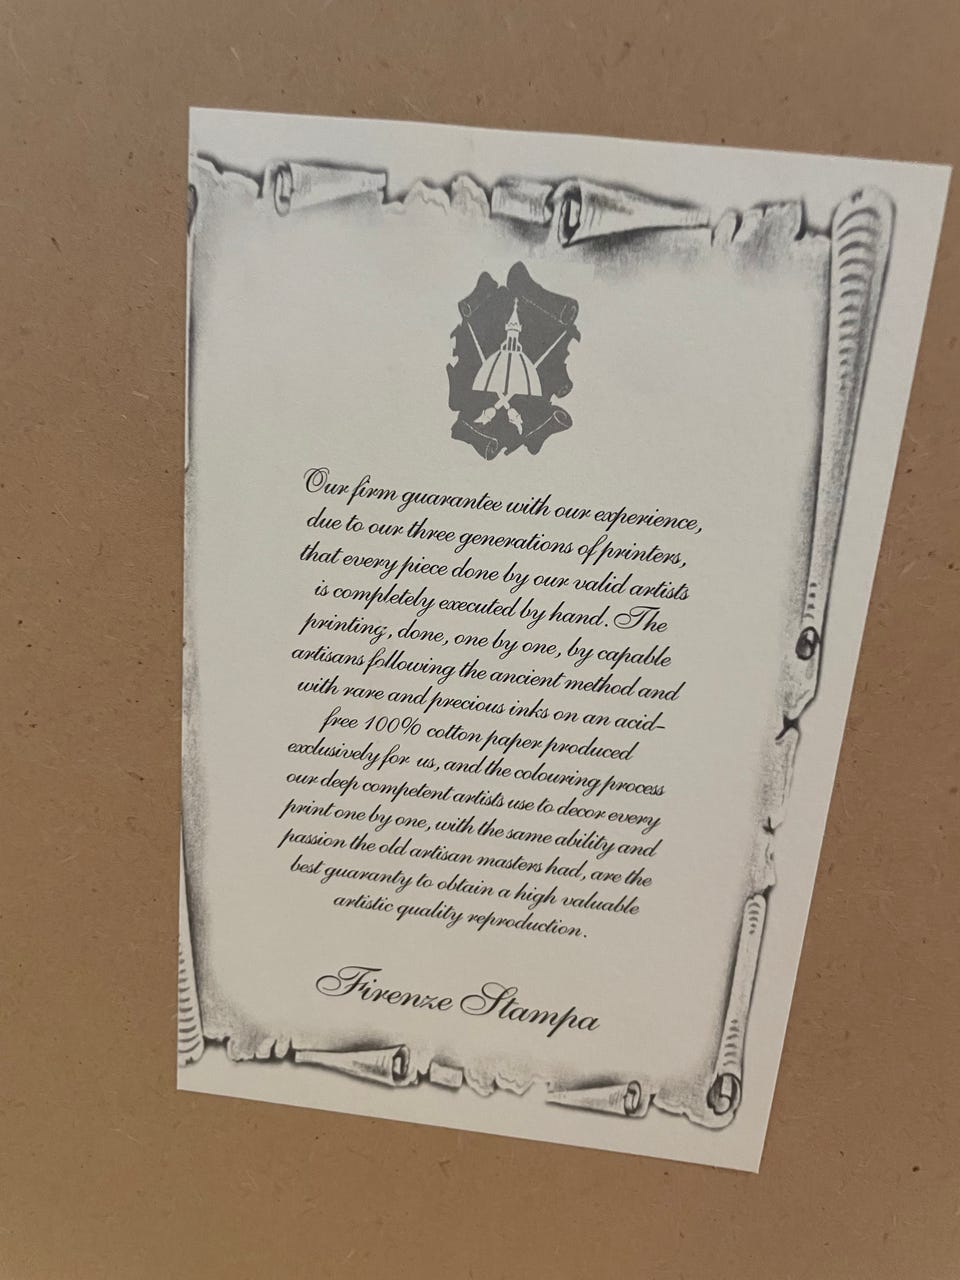 Our firm guarantee with our experience,
due to our three generations of printers,
that every piece done by our valid artists
is completely executed by hand. The
printing, done, one by one, by capable
artisans following the ancient method and
with rare and precious inks on an acid-
free 100% cotton paper produced
exclusively for us, and the colouring process
our deep competent artists use to decor every
print one by one, with the same ability and
passion the old artisan masters had, are the
best guaranty to obtain a high valuable
artistic quality reproduction.
Firenze Stampa